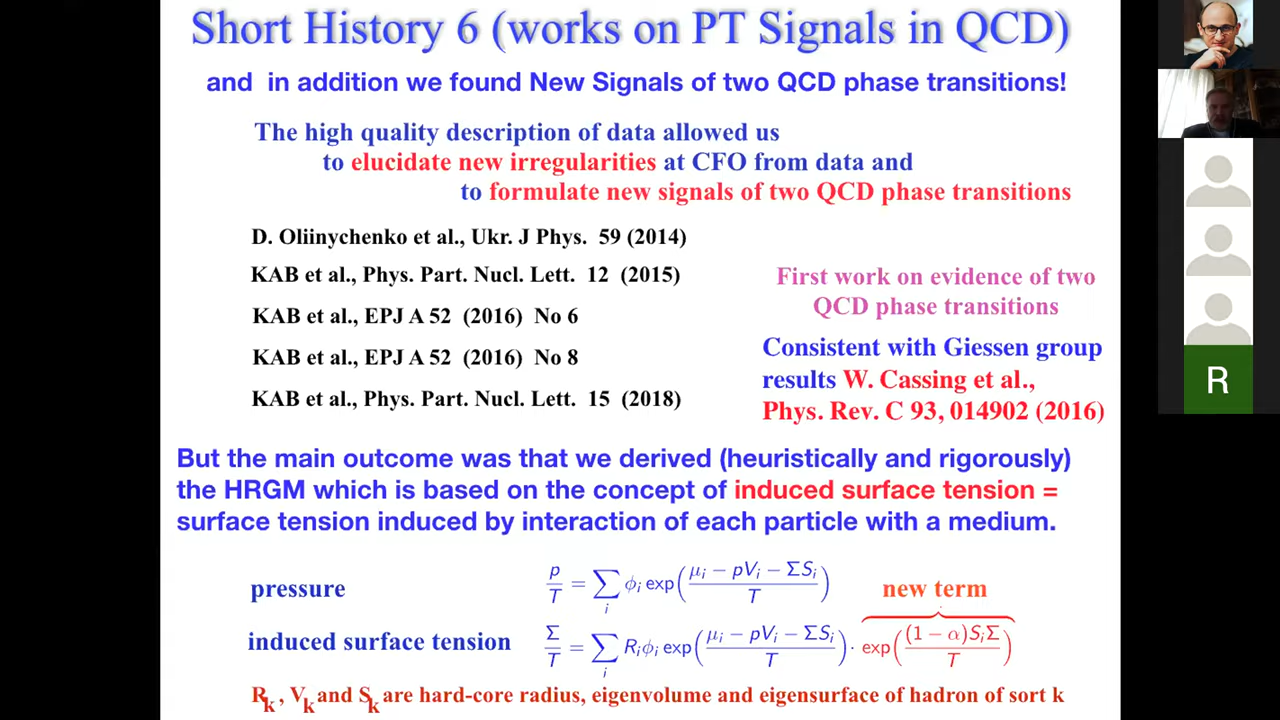 Short History 6 (works on PT Signals in QCD)
and in addition we found New Signals of two QCD phase transitions!
The high quality description of data allowed us
to elucidate new irregularities at CFO from data and
to formulate new signals of two QCD phase transitions
D. Oliinychenko et al., Ukr. J Phys. 59 (2014)
KAB et al., Phys. Part. Nucl. Lett. 12 (2015)
KAB et al., EPJ A 52 (2016) No 6
KAB et al., EPJ A 52 (2016) No 8
KAB et al., Phys. Part. Nucl. Lett. 15 (2018)
First work on evidence of two
QCD phase transitions
Consistent with Giessen group
results W. Cassing et al.,
Phys. Rev. C 93, 014902 (2016)
R
But the main outcome was that we derived (heuristically and rigorously)
the HRGM which is based on the concept of induced surface tension =
surface tension induced by interaction of each particle with a medium.
pressure p/T = ∑_i ϕ_i exp((μ_i − pV_i − ΣS_i)/T)
new term
induced surface tension Σ/T = ∑_i R_iϕ_i exp((μ_i − pV_i − ΣS_i)/T) · exp((1 − α)S_iΣ/T)
R_k , V_k and S_k are hard-core radius, eigenvolume and eigensurface of hadron of sort k